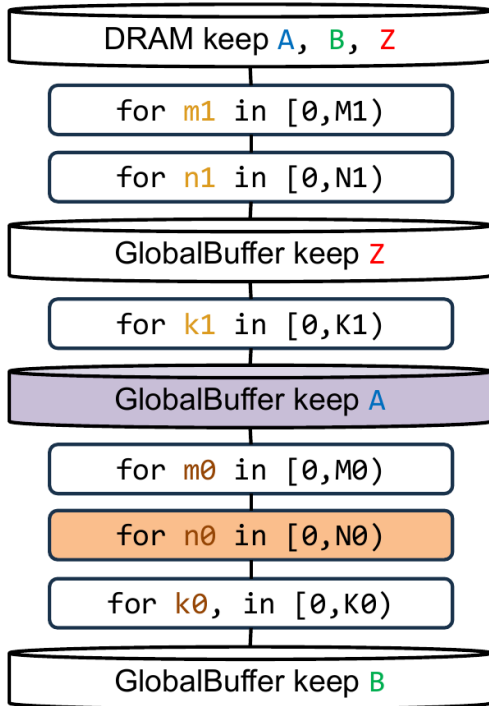 DRAM keep A, B, Z
for m1 in [0,M1)
for n1 in [0,N1)
GlobalBuffer keep Z
for k1 in [0,K1)
GlobalBuffer keep A
for m0 in [0,M0)
for n0 in [0,N0)
for k0, in [0,K0)
GlobalBuffer keep B